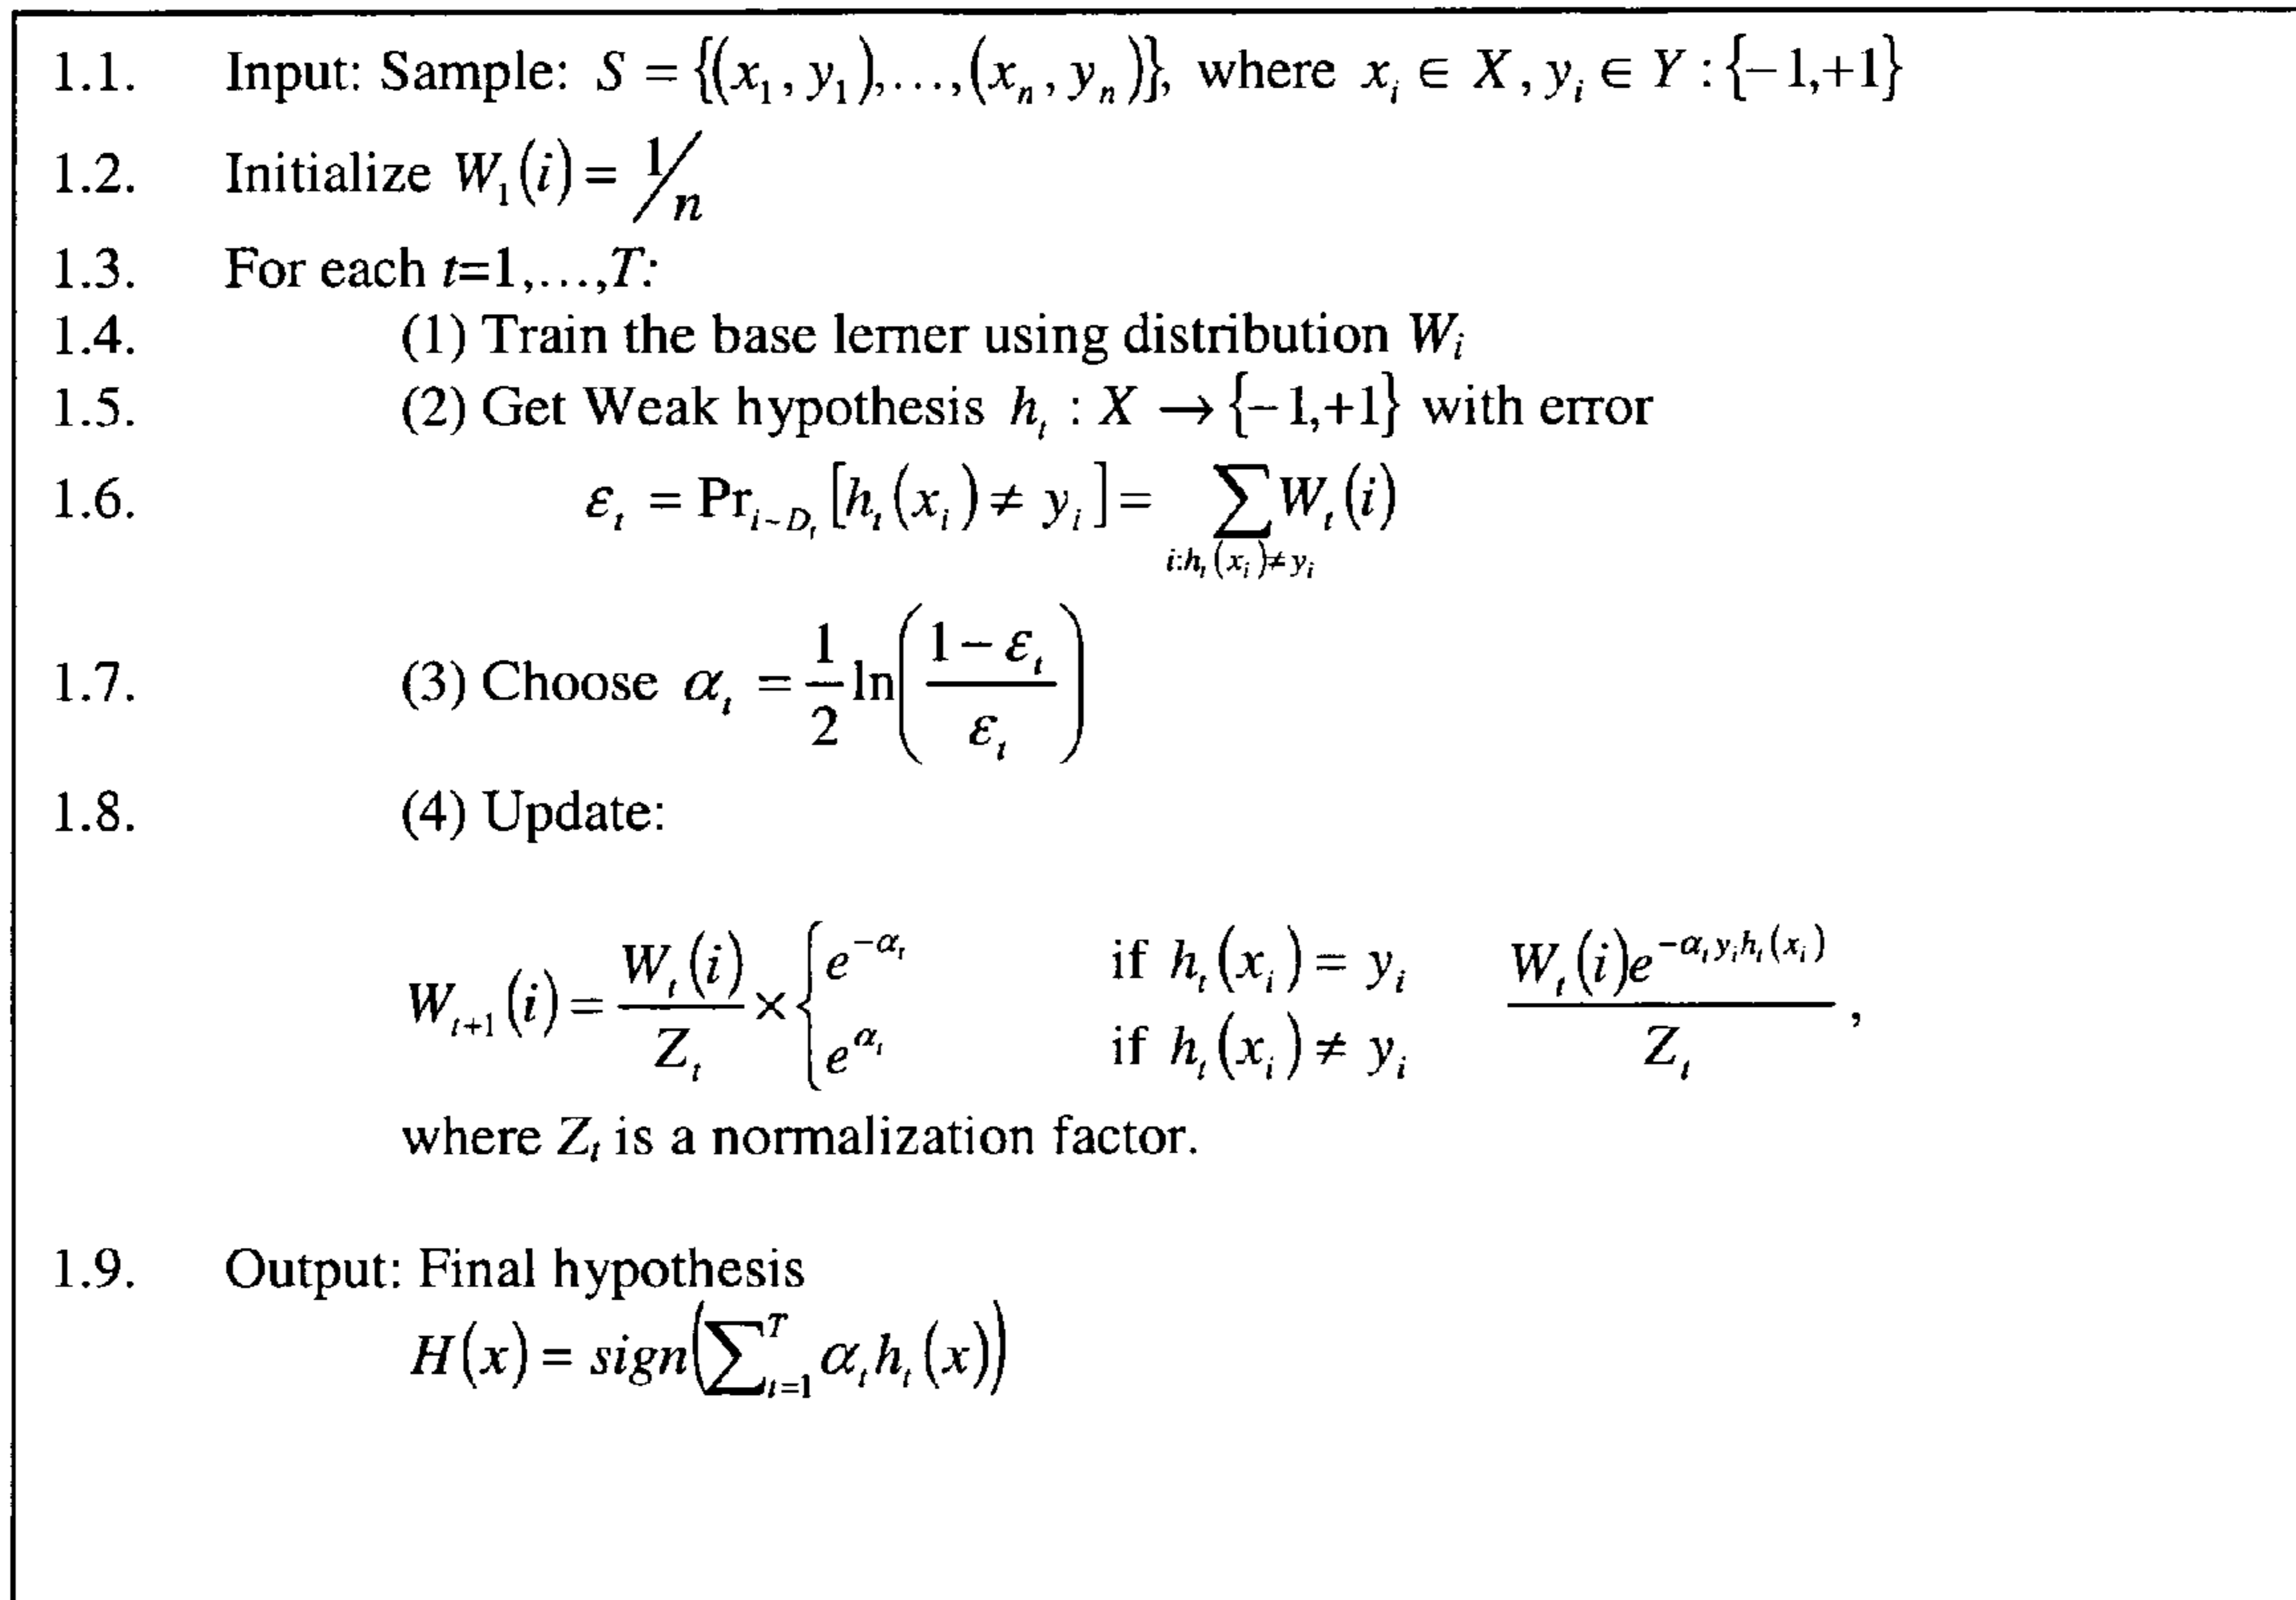 1.1. Input: Sample: S = {(x₁, y₁),…,(xₙ, yₙ)}, where xᵢ ∈ X, yᵢ ∈ Y : {−1,+1}
1.2. Initialize W₁(i) = 1/n
1.3. For each t=1,…,T:
1.4. (1) Train the base lerner using distribution Wᵢ
1.5. (2) Get Weak hypothesis hₜ : X → {−1,+1} with error
1.6. εₜ = Pr_{i~Dₜ}[hₜ(xᵢ) ≠ yᵢ] = ∑_{i:hₜ(xᵢ)≠yᵢ} Wₜ(i)
1.7. (3) Choose αₜ = 1/2 ln((1 − εₜ)/εₜ)
1.8. (4) Update:
W_{t+1}(i) = Wₜ(i)/Zₜ × { e^{−αₜ} if hₜ(xᵢ) = yᵢ; e^{αₜ} if hₜ(xᵢ) ≠ yᵢ Wₜ(i)e^{−αₜyᵢhₜ(xᵢ)}/Zₜ ,
where Zₜ is a normalization factor.
1.9. Output: Final hypothesis
H(x) = sign(∑_{t=1}^{T} αₜhₜ(x))